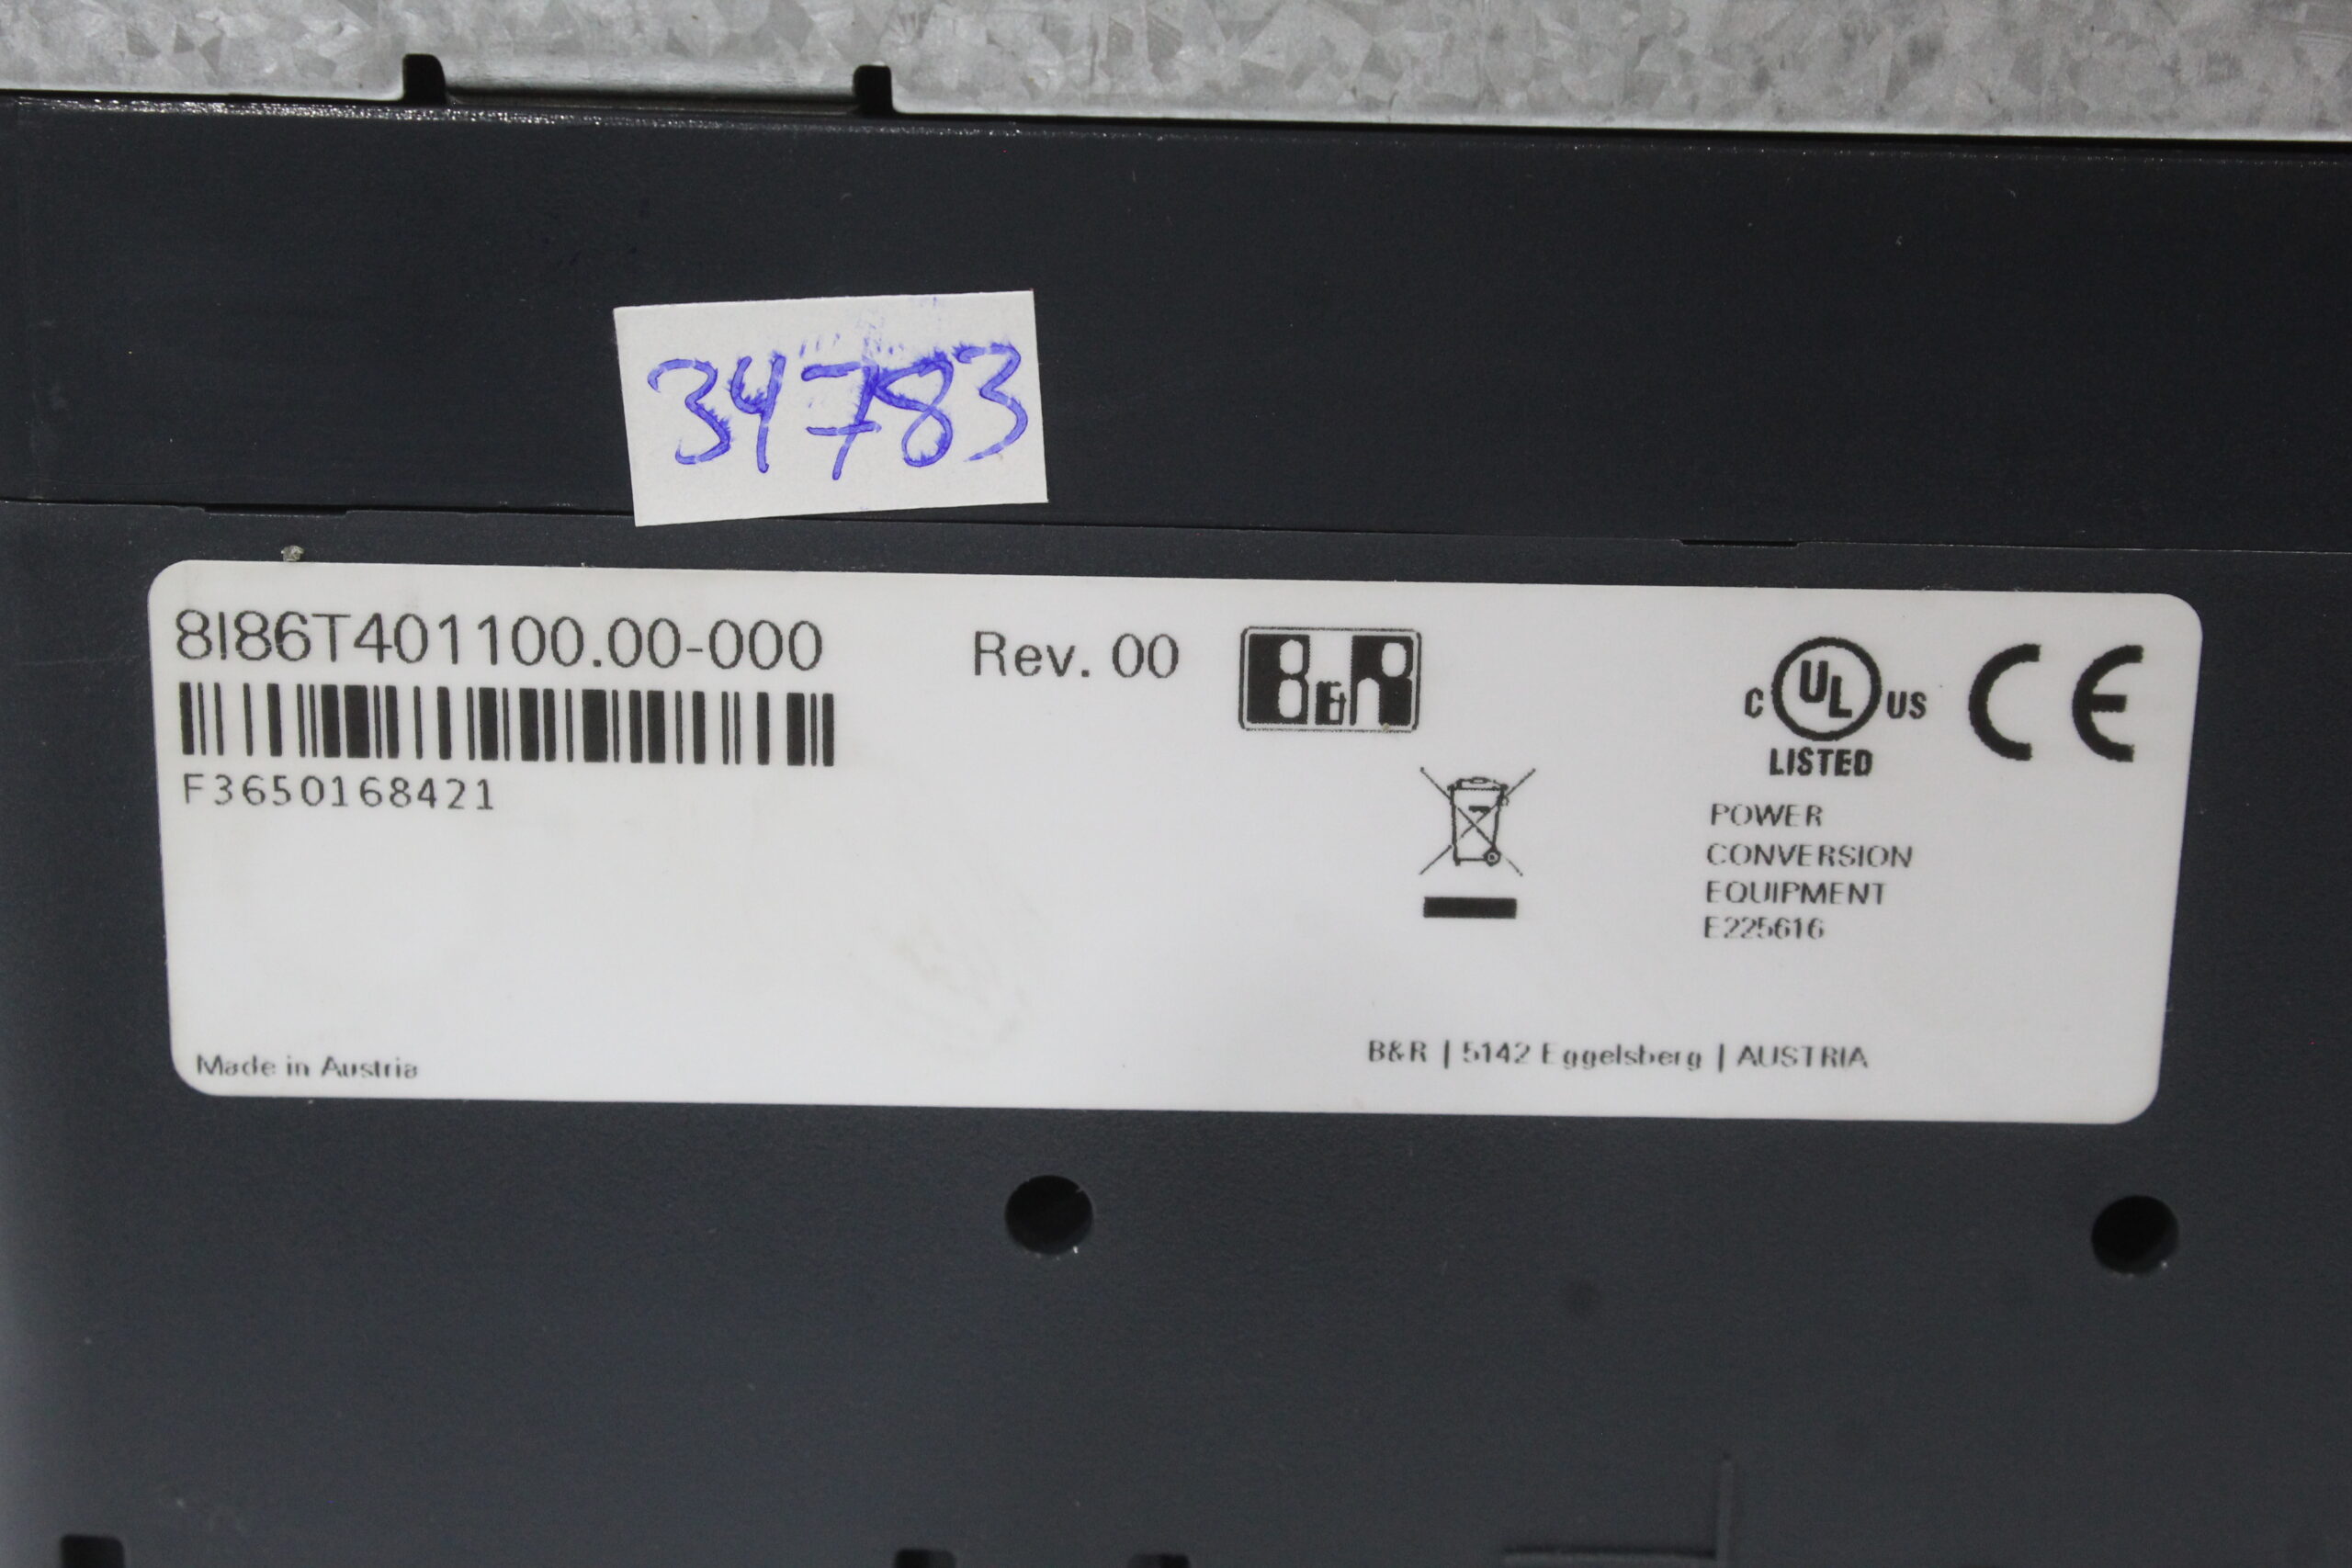 34783
8I86T401100.00-000
Rev. 00
B&R
F3650168421
C UL US
LISTED
CE
POWER
CONVERSION
EQUIPMENT
E225616
Made in Austria
B&R | 5142 Eggelsberg | AUSTRIA